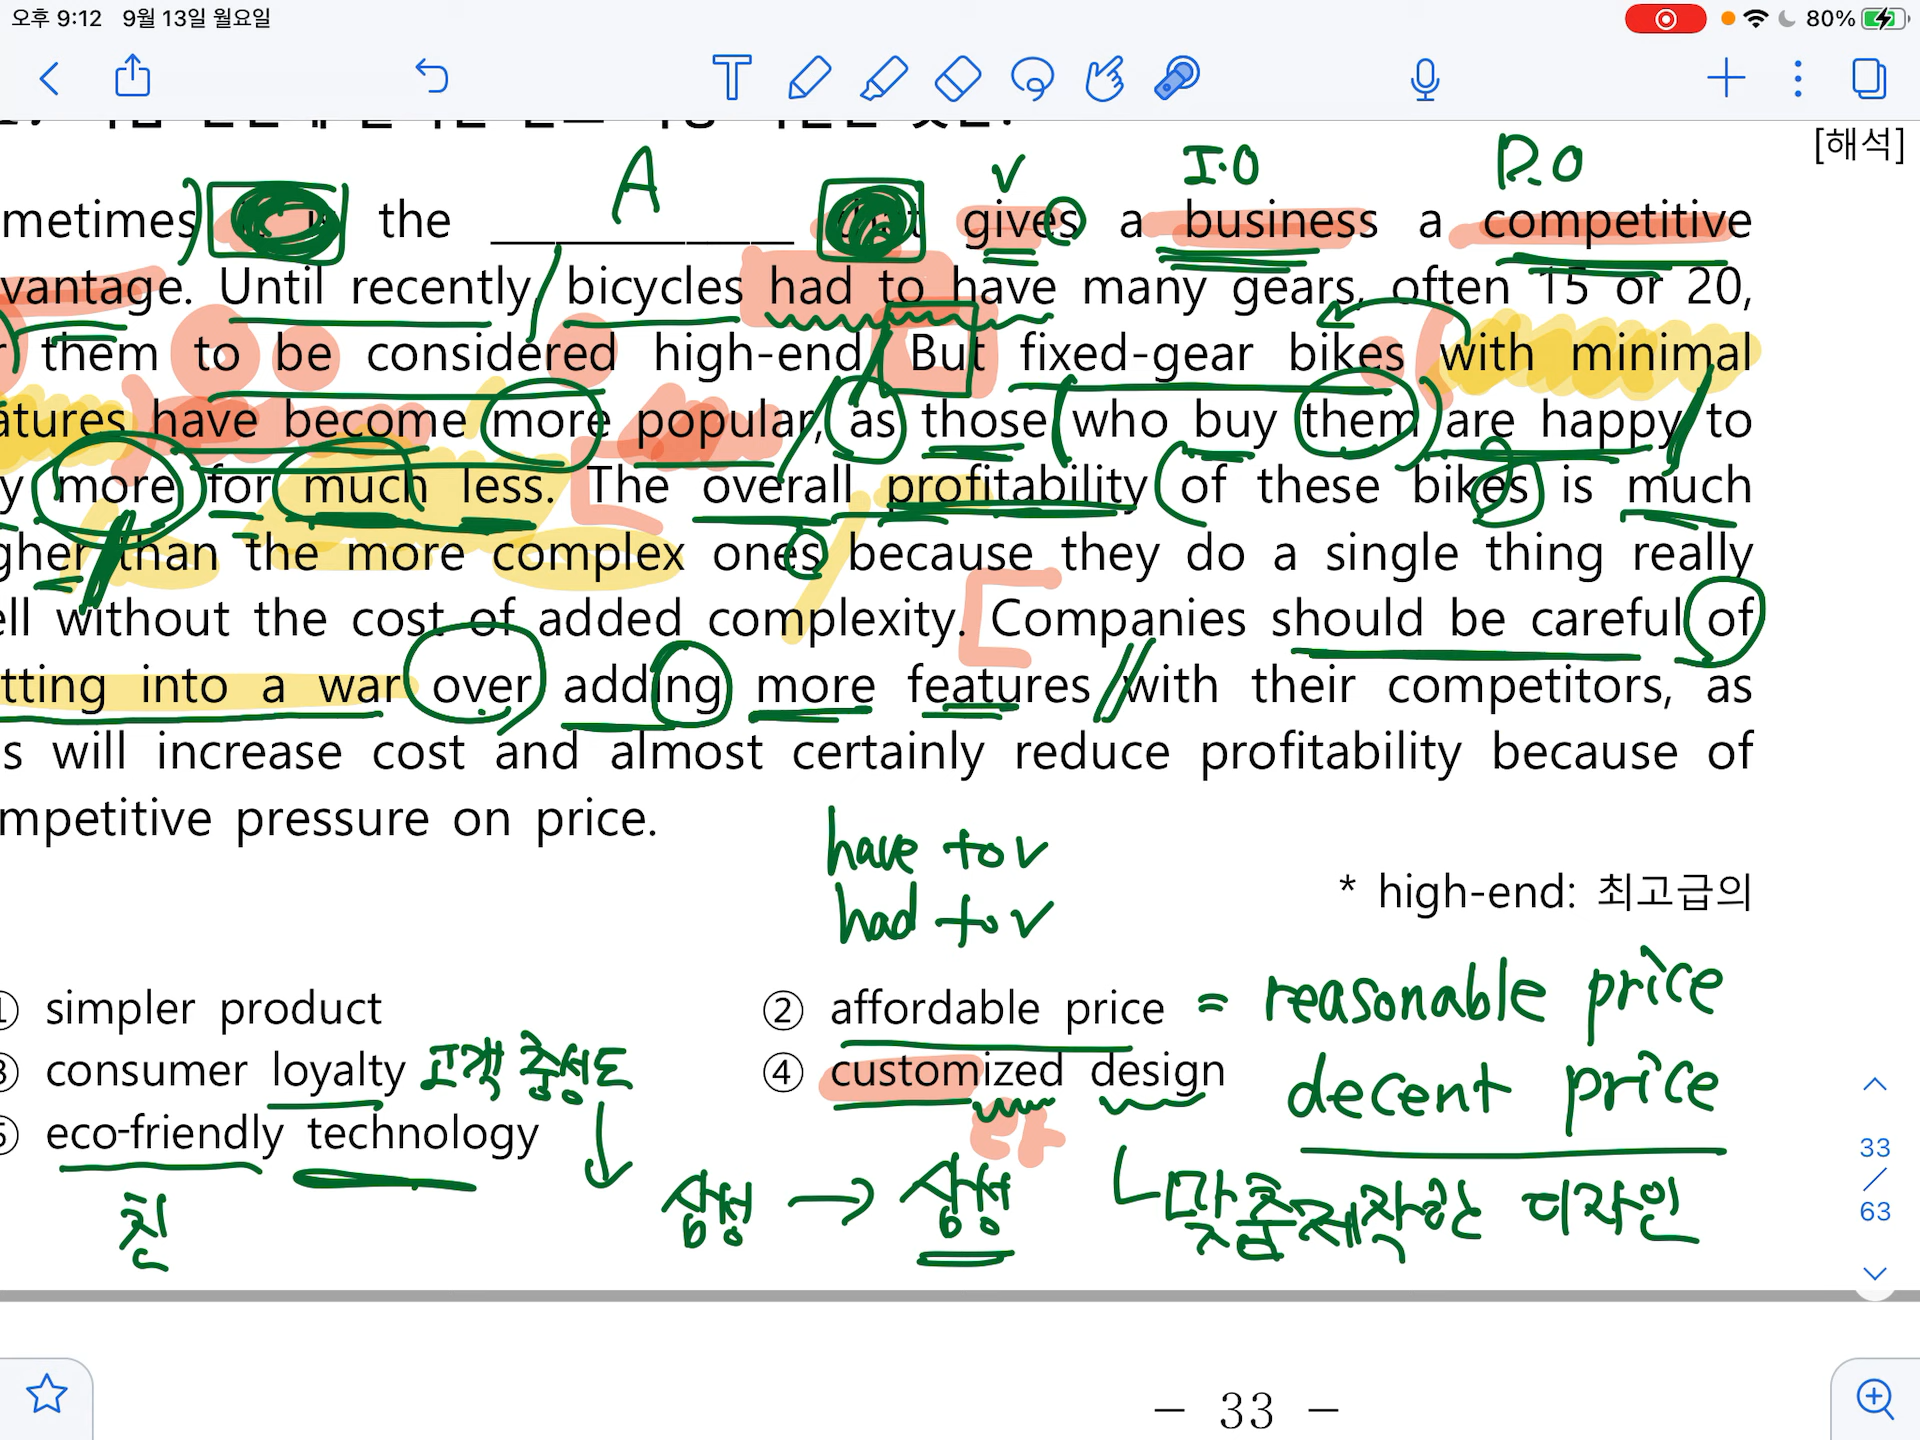 오후 9:12 9월 13일 월요일
80%
[해석]
A V I.O D.O
metimes the ____________ gives a business a competitive
vantage. Until recently, bicycles had to have many gears, often 15 or 20,
them to be considered high-end. But fixed-gear bikes with minimal
atures have become more popular, as those who buy them are happy to
y more for much less. The overall profitability of these bikes is much
gher than the more complex ones because they do a single thing really
ell without the cost of added complexity. Companies should be careful of
tting into a war over adding more features with their competitors, as
s will increase cost and almost certainly reduce profitability because of
mpetitive pressure on price.
have to v
had to v
* high-end: 최고급의
① simpler product
② affordable price = reasonable price
③ consumer loyalty 고객 충성도
④ customized design decent price
⑤ eco-friendly technology
친
삼성 → 삼성
맞춤제작한 디자인
33
/
63
- 33 -